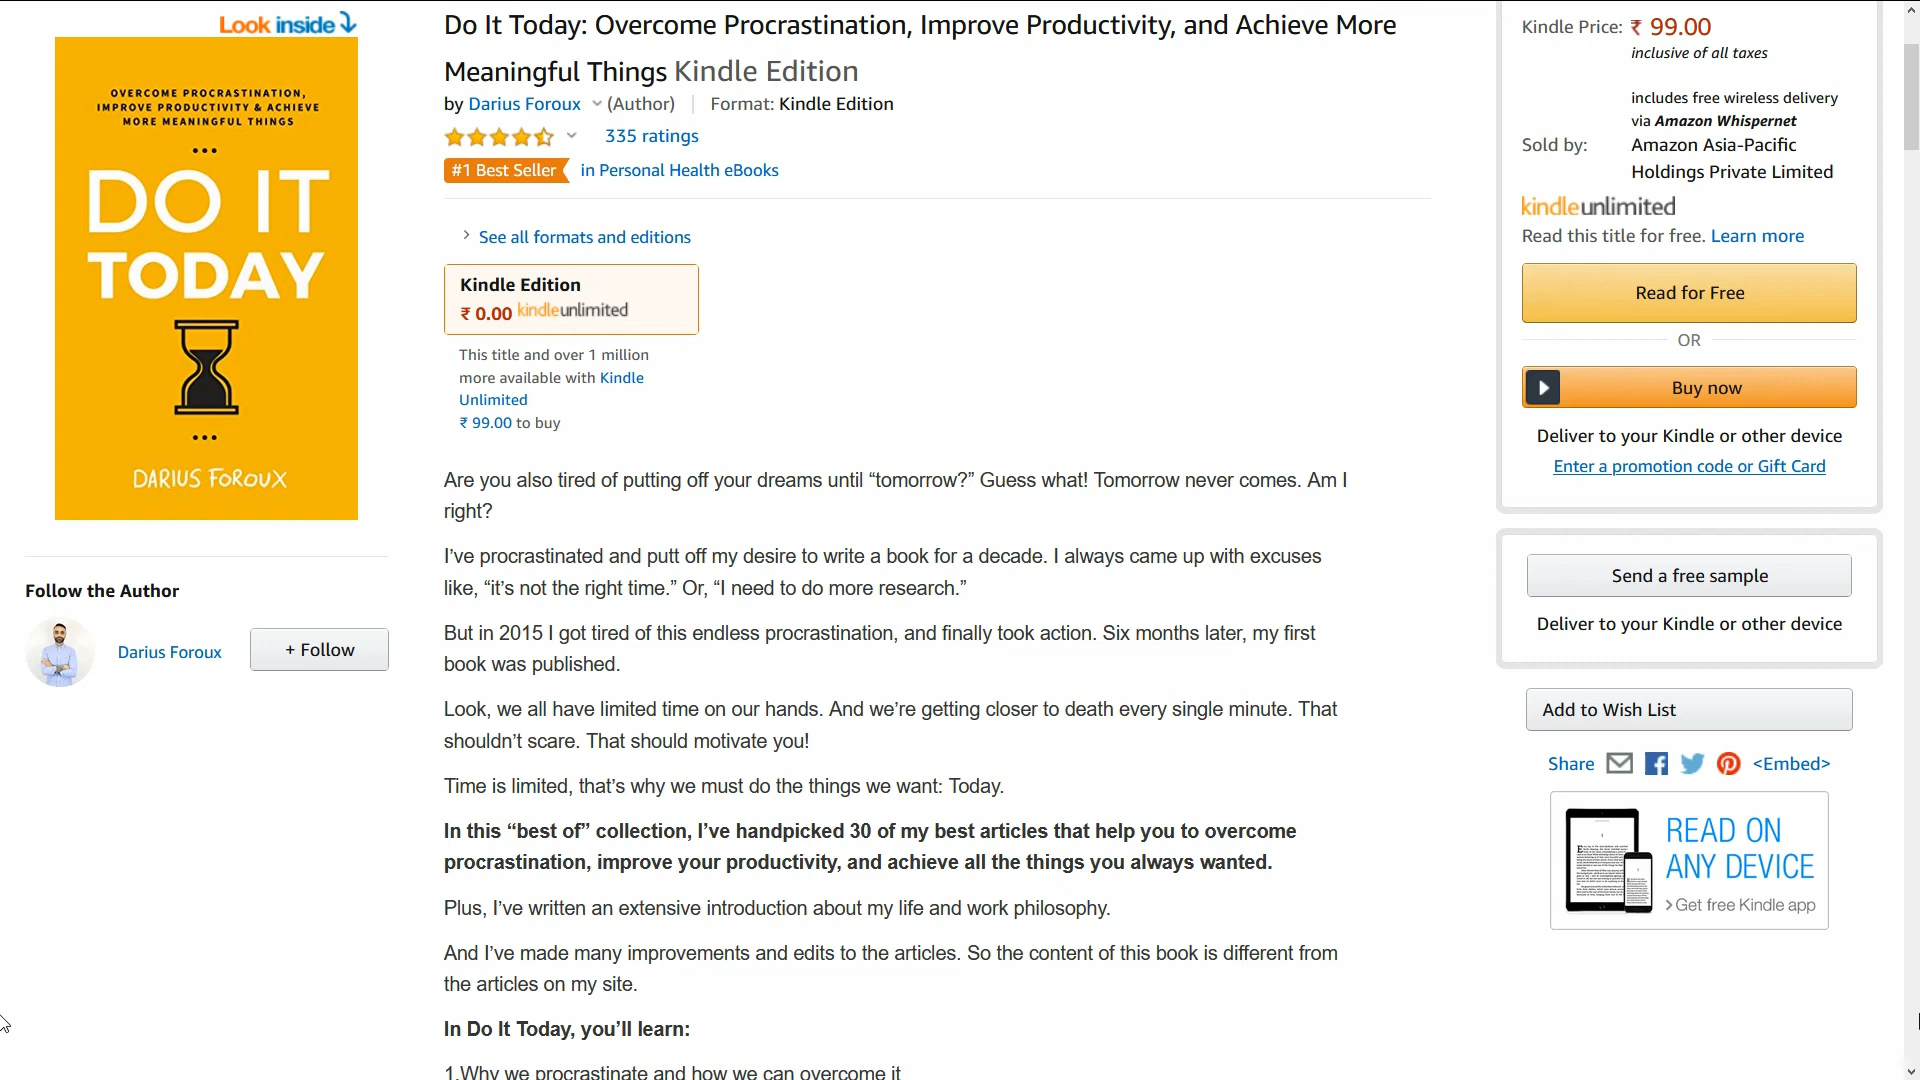 Look inside
OVERCOME PROCRASTINATION,
IMPROVE PRODUCTIVITY & ACHIEVE
MORE MEANINGFUL THINGS
DO IT
TODAY
DARIUS FOROUX
Follow the Author
Darius Foroux
+ Follow
Do It Today: Overcome Procrastination, Improve Productivity, and Achieve More
Meaningful Things Kindle Edition
by Darius Foroux (Author) | Format: Kindle Edition
335 ratings
#1 Best Seller in Personal Health eBooks
See all formats and editions
Kindle Edition
₹ 0.00 kindleunlimited
This title and over 1 million
more available with Kindle
Unlimited
₹ 99.00 to buy
Are you also tired of putting off your dreams until “tomorrow?” Guess what! Tomorrow never comes. Am I
right?
I’ve procrastinated and putt off my desire to write a book for a decade. I always came up with excuses
like, “it’s not the right time.” Or, “I need to do more research.”
But in 2015 I got tired of this endless procrastination, and finally took action. Six months later, my first
book was published.
Look, we all have limited time on our hands. And we’re getting closer to death every single minute. That
shouldn’t scare. That should motivate you!
Time is limited, that’s why we must do the things we want: Today.
In this “best of” collection, I’ve handpicked 30 of my best articles that help you to overcome
procrastination, improve your productivity, and achieve all the things you always wanted.
Plus, I’ve written an extensive introduction about my life and work philosophy.
And I’ve made many improvements and edits to the articles. So the content of this book is different from
the articles on my site.
In Do It Today, you’ll learn:
1.Why we procrastinate and how we can overcome it
Kindle Price: ₹ 99.00
inclusive of all taxes
includes free wireless delivery
via Amazon Whispernet
Sold by: Amazon Asia-Pacific
Holdings Private Limited
kindleunlimited
Read this title for free. Learn more
Read for Free
OR
Buy now
Deliver to your Kindle or other device
Enter a promotion code or Gift Card
Send a free sample
Deliver to your Kindle or other device
Add to Wish List
Share <Embed>
READ ON
ANY DEVICE
›Get free Kindle app